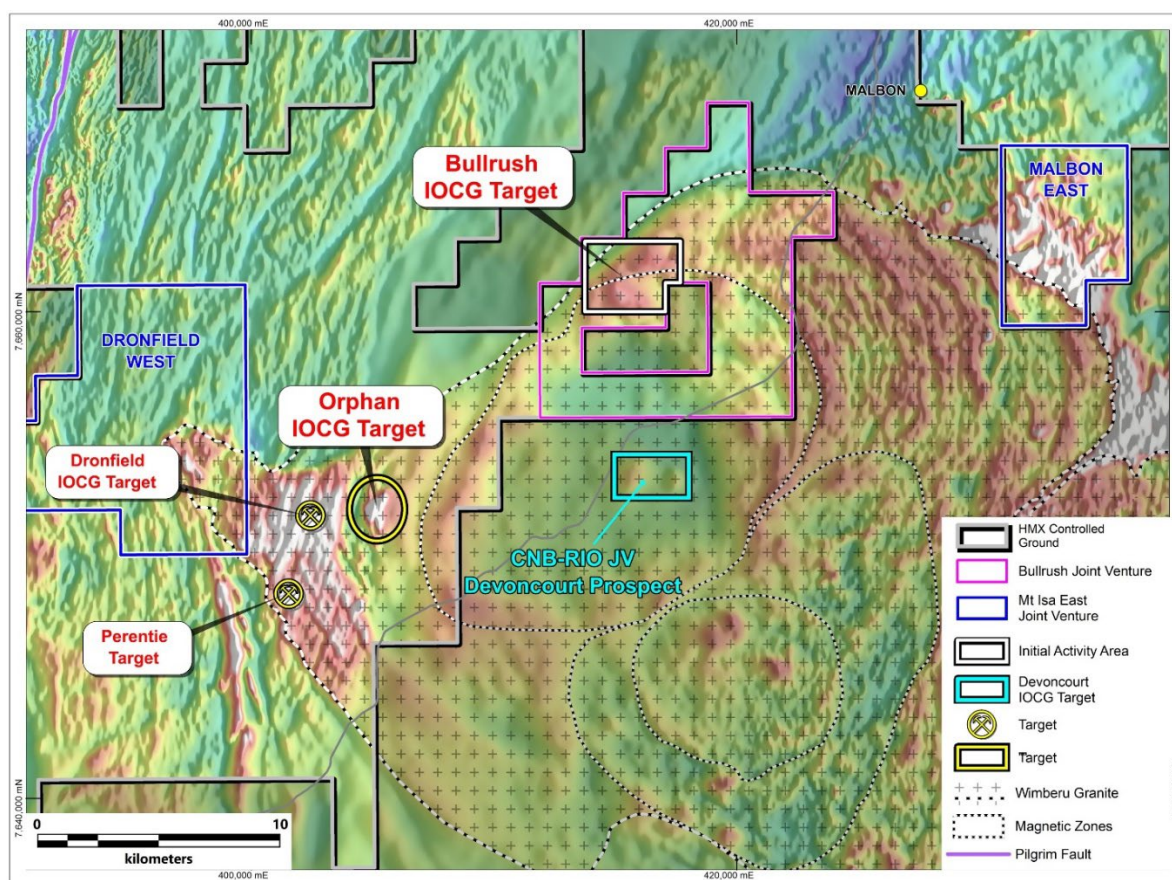 400,000 mE
420,000 mE
MALBON
Bullrush
IOCG Target
MALBON
EAST
7,660,000 mN
DRONFIELD
WEST
Orphan
IOCG Target
Dronfield
IOCG Target
CNB-RIO JV
Devoncourt Prospect
Perentie
Target
HMX Controlled
Ground
Bullrush Joint Venture
Mt Isa East
Joint Venture
Initial Activity Area
Devoncourt
IOCG Target
Target
Target
Wimberu Granite
Magnetic Zones
Pilgrim Fault
7,640,000 mN
0
10
kilometers
400,000 mE
420,000 mE